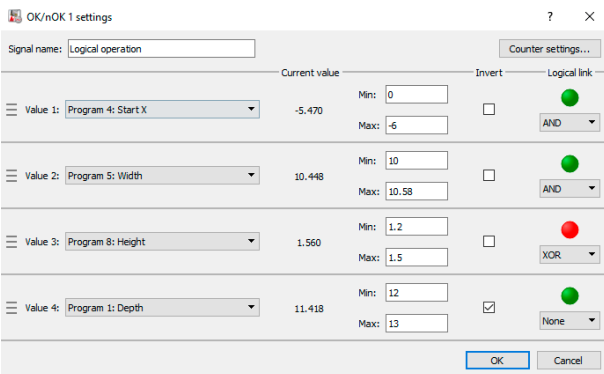 OK/nOK 1 settings
Signal name: Logical operation Counter settings...
Current value Invert Logical link
Min: 0
Value 1: Program 4: Start X -5.470
Max: -6 AND
Min: 10
Value 2: Program 5: Width 10.448
Max: 10.58 AND
Min: 1.2
Value 3: Program 8: Height 1.560
Max: 1.5 XOR
Min: 12
Value 4: Program 1: Depth 11.418
Max: 13 None
OK Cancel